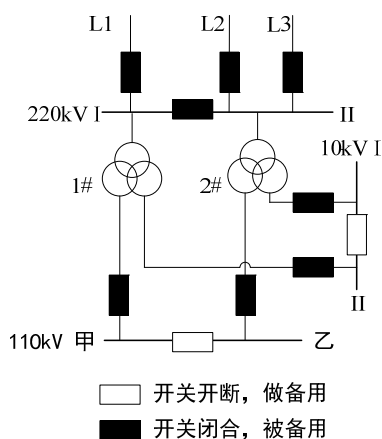 L1 L2 L3
220kV I II
10kV I
1# 2#
II
110kV 甲 乙
开关开断，做备用
开关闭合，被备用